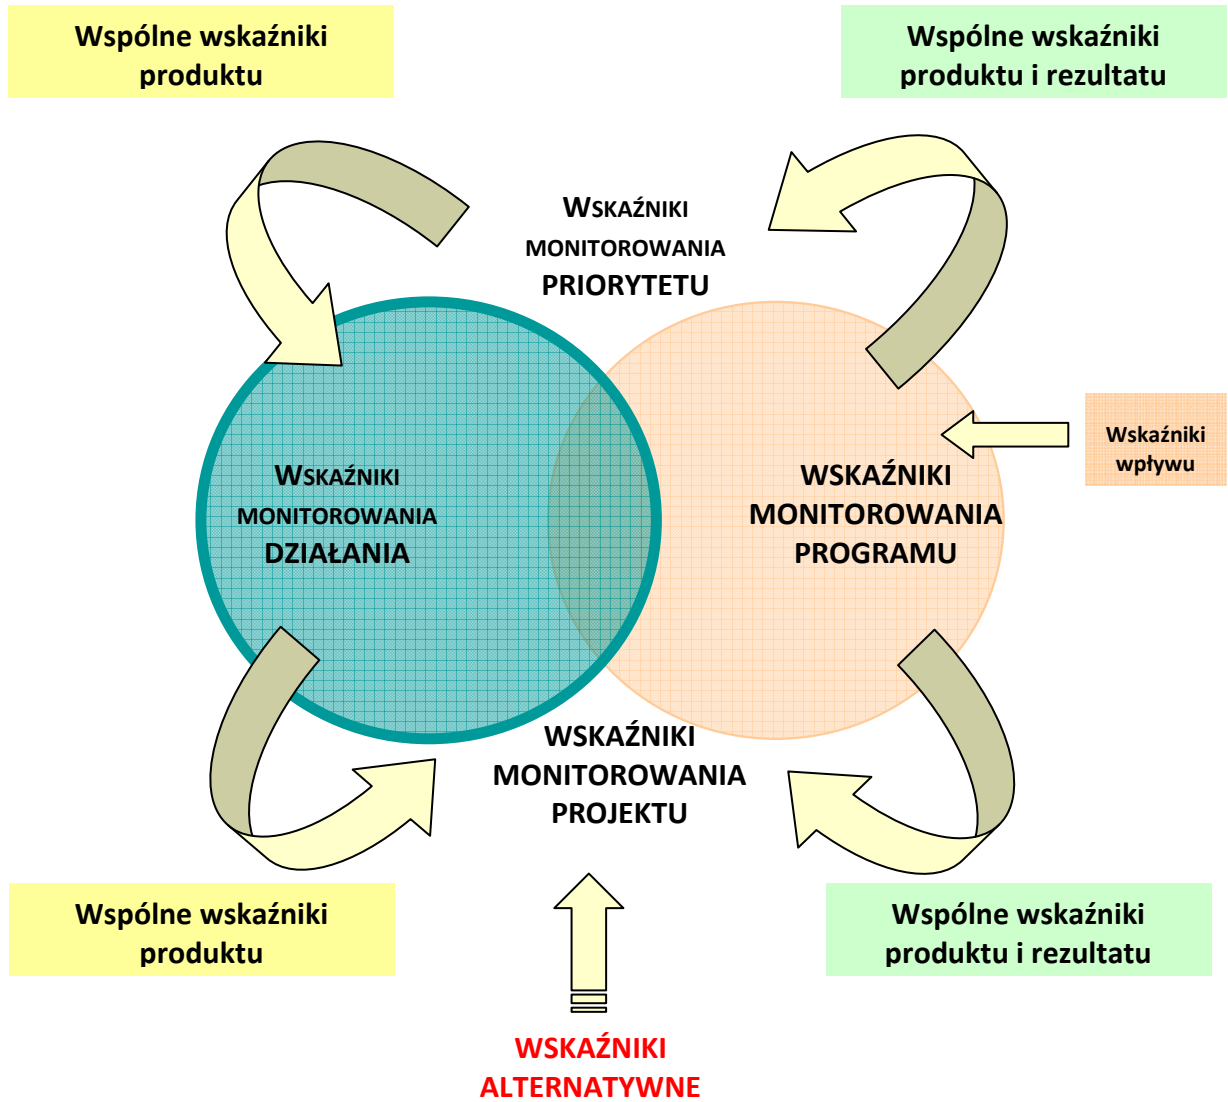 Wspólne wskaźniki
produktu
Wspólne wskaźniki
produktu i rezultatu
WSKAŹNIKI
MONITOROWANIA
PRIORYTETU
WSKAŹNIKI
MONITOROWANIA
DZIAŁANIA
WSKAŹNIKI
MONITOROWANIA
PROGRAMU
Wskaźniki
wpływu
WSKAŹNIKI
MONITOROWANIA
PROJEKTU
Wspólne wskaźniki
produktu
Wspólne wskaźniki
produktu i rezultatu
WSKAŹNIKI
ALTERNATYWNE